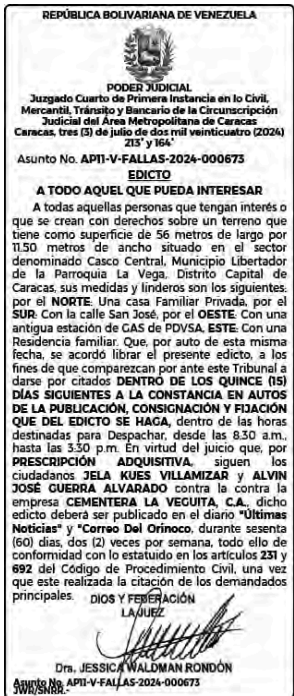 REPÚBLICA BOLIVARIANA DE VENEZUELA
PODER JUDICIAL
Juzgado Cuarto de Primera Instancia en lo Civil,
Mercantil, Tránsito y Bancario de la Circunscripción
Judicial del Área Metropolitana de Caracas
Caracas, tres (3) de julio de dos mil veinticuatro (2024)
213° y 164°
Asunto No. AP11-V-FALLAS-2024-000673
EDICTO
A TODO AQUEL QUE PUEDA INTERESAR
A todas aquellas personas que tengan interés o
que se crean con derechos sobre un terreno que
tiene como superficie de 56 metros de largo por
11.50 metros de ancho situado en el sector
denominado Casco Central, Municipio Libertador
de la Parroquia La Vega, Distrito Capital de
Caracas, sus medidas y linderos son los siguientes:
por el NORTE: Una casa Familiar Privada, por el
SUR: Con la calle San José, por el OESTE: Con una
antigua estación de GAS de PDVSA, ESTE: Con una
Residencia familiar. Que, por auto de esta misma
fecha, se acordó librar el presente edicto, a los
fines de que comparezcan por ante este Tribunal a
darse por citados DENTRO DE LOS QUINCE (15)
DÍAS SIGUIENTES A LA CONSTANCIA EN AUTOS
DE LA PUBLICACIÓN, CONSIGNACIÓN Y FIJACIÓN
QUE DEL EDICTO SE HAGA, dentro de las horas
destinadas para Despachar, desde las 8:30 a.m.,
hasta las 3:30 p.m. En virtud del juicio que, por
PRESCRIPCIÓN ADQUISITIVA, siguen los
ciudadanos JELA KUES VILLAMIZAR y ALVIN
JOSÉ GUERRA ALVARADO contra la contra la
empresa CEMENTERA LA VEGUITA, C.A., dicho
edicto deberá ser publicado en el diario "Últimas
Noticias" y "Correo Del Orinoco, durante sesenta
(60) días, dos (2) veces por semana, todo ello de
conformidad con lo estatuido en los artículos 231 y
692 del Código de Procedimiento Civil, una vez
que este realizada la citación de los demandados
principales.
DIOS Y FEDERACIÓN
LA JUEZ
Dra. JESSICA WALDMAN RONDÓN
Asunto No. AP11-V-FALLAS-2024-000673
JWR/SNRR.-